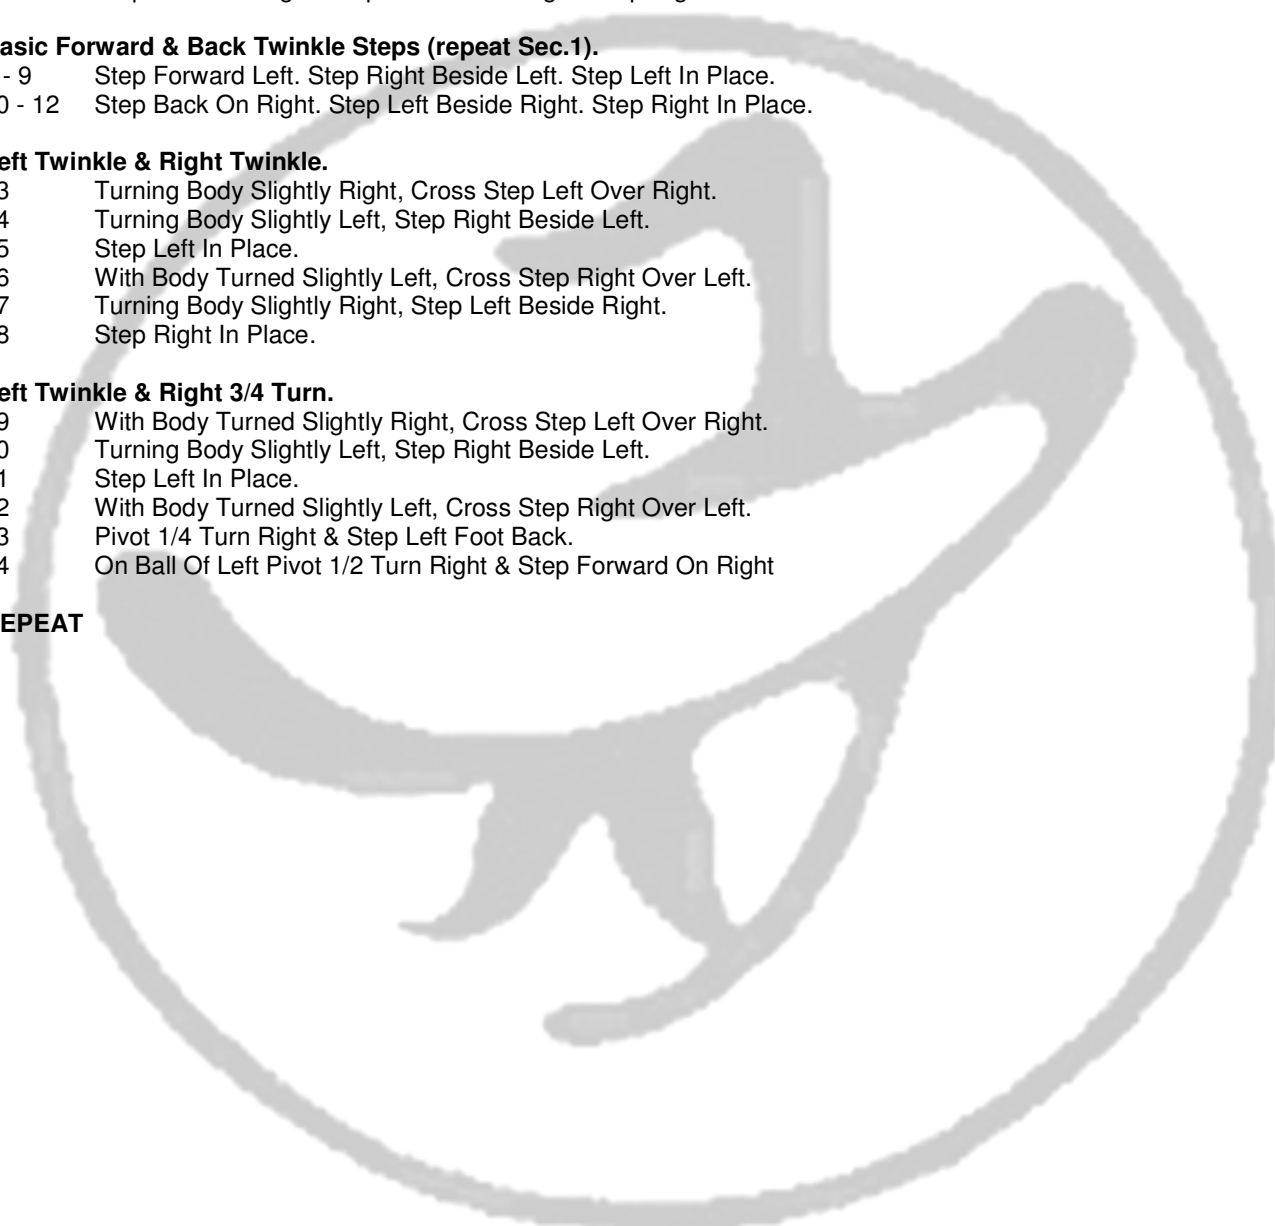 asic Forward & Back Twinkle Steps (repeat Sec.1).
- 9 Step Forward Left. Step Right Beside Left. Step Left In Place.
0 - 12 Step Back On Right. Step Left Beside Right. Step Right In Place.
eft Twinkle & Right Twinkle.
3 Turning Body Slightly Right, Cross Step Left Over Right.
4 Turning Body Slightly Left, Step Right Beside Left.
5 Step Left In Place.
6 With Body Turned Slightly Left, Cross Step Right Over Left.
7 Turning Body Slightly Right, Step Left Beside Right.
8 Step Right In Place.
eft Twinkle & Right 3/4 Turn.
9 With Body Turned Slightly Right, Cross Step Left Over Right.
0 Turning Body Slightly Left, Step Right Beside Left.
1 Step Left In Place.
2 With Body Turned Slightly Left, Cross Step Right Over Left.
3 Pivot 1/4 Turn Right & Step Left Foot Back.
4 On Ball Of Left Pivot 1/2 Turn Right & Step Forward On Right
EPEAT